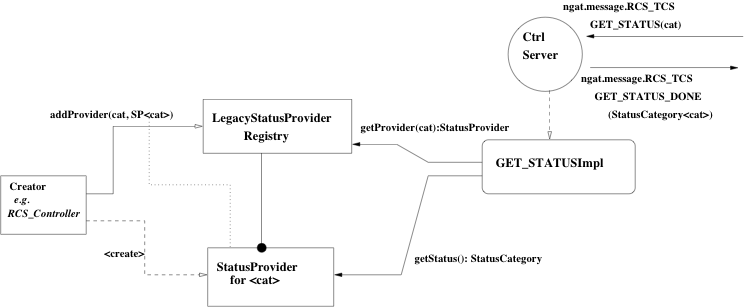 ngat.message.RCS_TCS
GET_STATUS(cat)
Ctrl
Server
ngat.message.RCS_TCS
GET_STATUS_DONE
(StatusCategory<cat>)
addProvider(cat, SP<cat>)
LegacyStatusProvider
Registry
getProvider(cat):StatusProvider
GET_STATUSImpl
Creator
e.g.
RCS_Controller
<create>
StatusProvider
for <cat>
getStatus(): StatusCategory